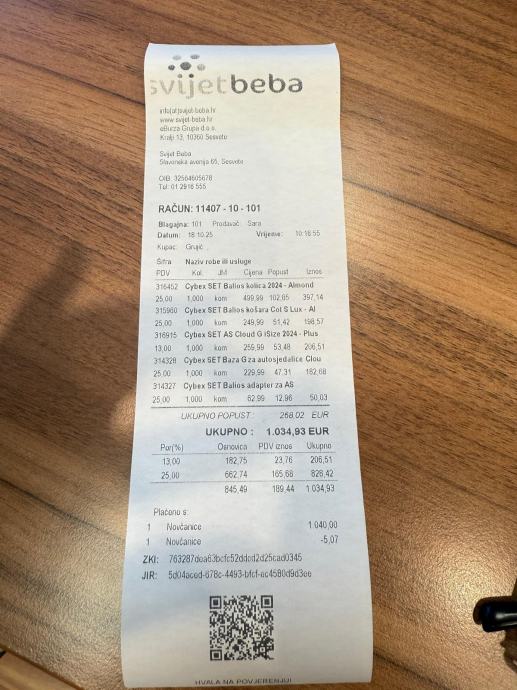 svijetbeba
info(at)svijet-beba.hr
www.svijet-beba.hr
eBurza Grupa d.o.o.
Kralji 13, 10360 Sesvete
Svijet Beba
Slavonska avenija 65, Sesvete
OIB: 32564605678
Tel: 01 2916 555
RAČUN: 11407 - 10 - 101
Blagajna: 101 Prodavač: Sara
Datum: 18.10.25 Vrijeme: 10:16:55
Kupac: Grujić
Šifra Naziv robe ili usluge
PDV Kol. JM Cijena Popust Iznos
316452 Cybex SET Balios kolica 2024 - Almond
25,00 1,000 kom 499,99 102,85 397,14
315960 Cybex SET Balios košara Cot S Lux - Al
25,00 1,000 kom 249,99 51,42 198,57
316915 Cybex SET AS Cloud G iSize 2024 - Plus
13,00 1,000 kom 259,99 53,48 206,51
314328 Cybex SET Baza G za autosjedalice Clou
25,00 1,000 kom 229,99 47,31 182,68
314327 Cybex SET Balios adapter za AS
25,00 1,000 kom 62,99 12,96 50,03
UKUPNO POPUST: 268,02 EUR
UKUPNO : 1.034,93 EUR
Por(%) Osnovica PDV iznos Ukupno
13,00 182,75 23,76 206,51
25,00 662,74 165,68 828,42
845,49 189,44 1.034,93
Plaćeno s:
1 Novčanice 1.040,00
1 Novčanice -5,07
ZKI: 763287dea63bcfc52ddcd2d25cad0345
JIR: 5d04aced-678c-4493-bfcf-ec4580d9d3ee
HVALA NA POVJERENJU!